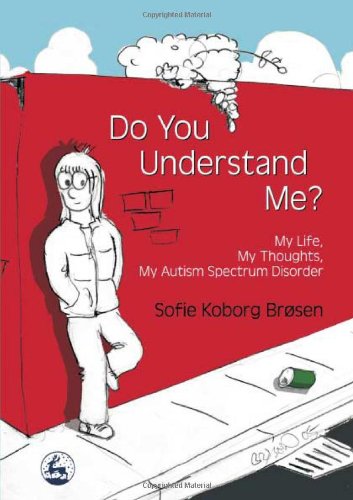 Do You
Understand
Me?
My Life,
My Thoughts,
My Autism Spectrum Disorder
Sofie Koborg Brøsen